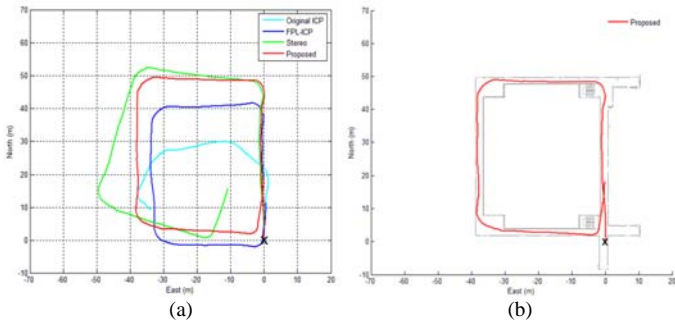 Original ICP
FPL-ICP
Stereo
Proposed
70
60
50
40
30
20
10
0
-10
North (m)
-70
-60
-50
-40
-30
-20
-10
0
10
20
East (m)
X
(a)
Proposed
70
60
50
40
30
20
10
0
-10
North (m)
-70
-60
-50
-40
-30
-20
-10
0
10
20
East (m)
X
(b)